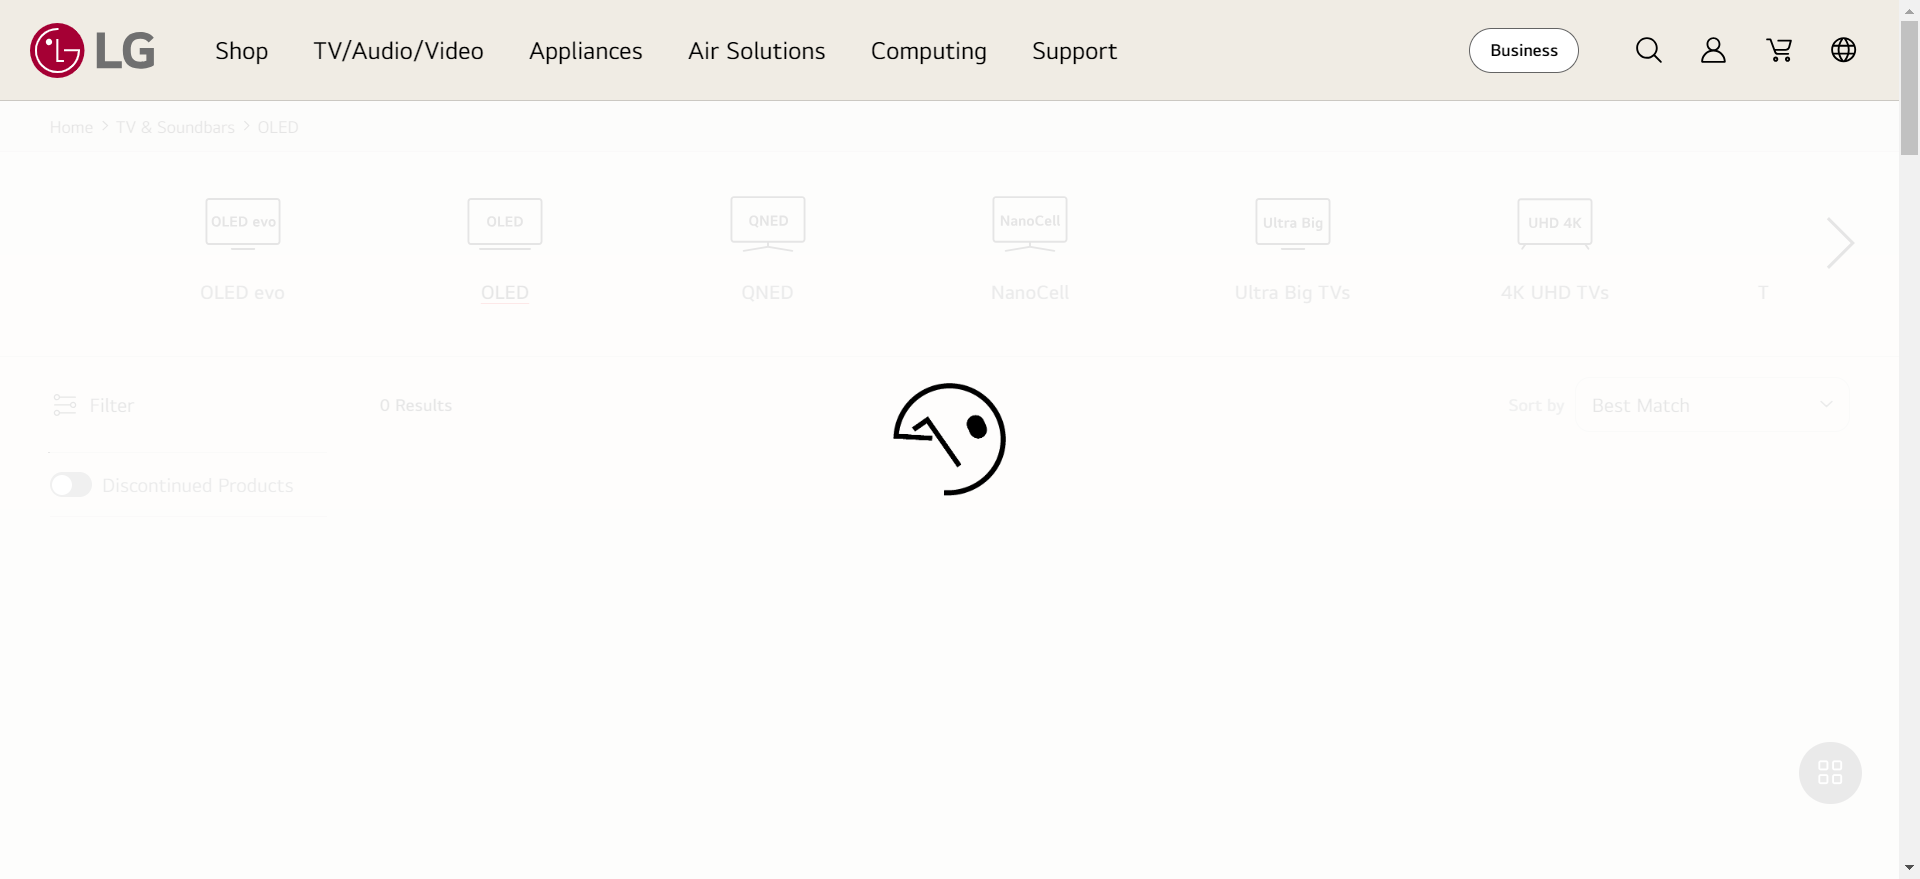 LG Shop TV/Audio/Video Appliances Air Solutions Computing Support Business
Home TV & Soundbars OLED
OLED evo OLED QNED NanoCell Ultra Big UHD 4K
OLED evo OLED QNED NanoCell Ultra Big TVs 4K UHD TVs T
Filter 0 Results Sort by Best Match
Discontinued Products